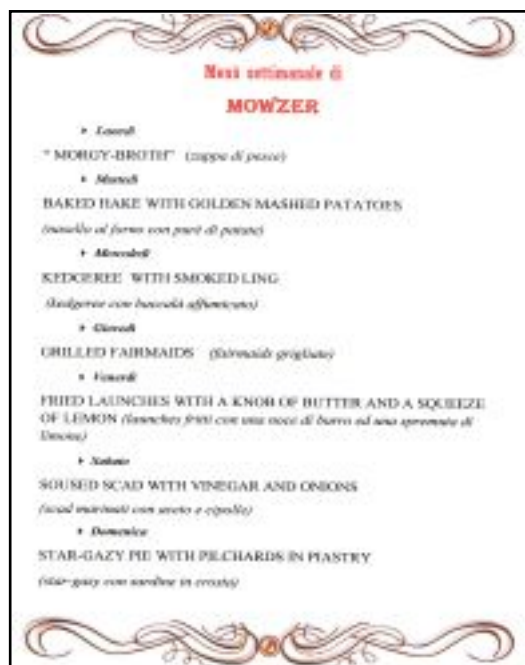 Menù settimanale di
MOWZER
Lunedì
" MORGY-BROTH" (zuppa di pesce)
Martedì
BAKED HAKE WITH GOLDEN MASHED PATATOES
(nasello al forno con purè di patate)
Mercoledì
KEDGEREE WITH SMOKED LING
(kedgeree con baccalà affumicato)
Giovedì
GRILLED FAIRMAIDS (fairmaids grigliate)
Venerdì
FRIED LAUNCHES WITH A KNOB OF BUTTER AND A SQUEEZE
OF LEMON (launches fritti con una noce di burro ed una spremuta di
limone)
Sabato
SOUSED SCAD WITH VINEGAR AND ONIONS
(scad marinati con aceto e cipolle)
Domenica
STAR-GAZY PIE WITH PILCHARDS IN PIASTRY
(star-gazy con sardine in crosta)